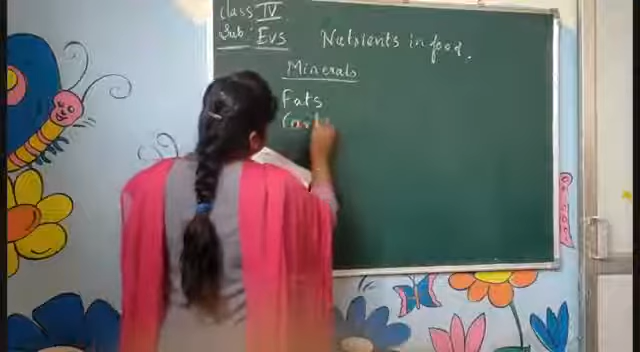 Class IV
Sub: Evs
Nutrients in food.
Minerals
Fats